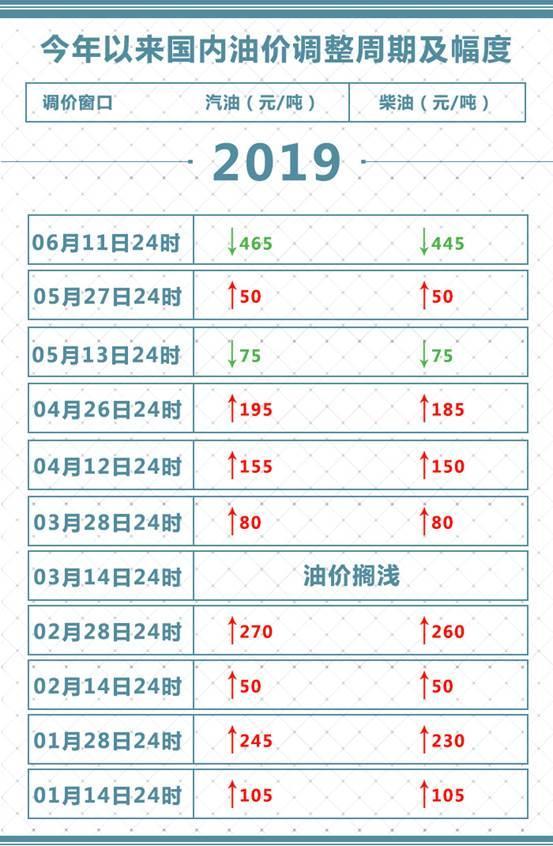 今年以来国内油价调整周期及幅度
调价窗口 汽油（元/吨） 柴油（元/吨）
2019
06月11日24时 ↓465 ↓445
05月27日24时 ↑50 ↑50
05月13日24时 ↓75 ↓75
04月26日24时 ↑195 ↑185
04月12日24时 ↑155 ↑150
03月28日24时 ↑80 ↑80
03月14日24时 油价搁浅
02月28日24时 ↑270 ↑260
02月14日24时 ↑50 ↑50
01月28日24时 ↑245 ↑230
01月14日24时 ↑105 ↑105